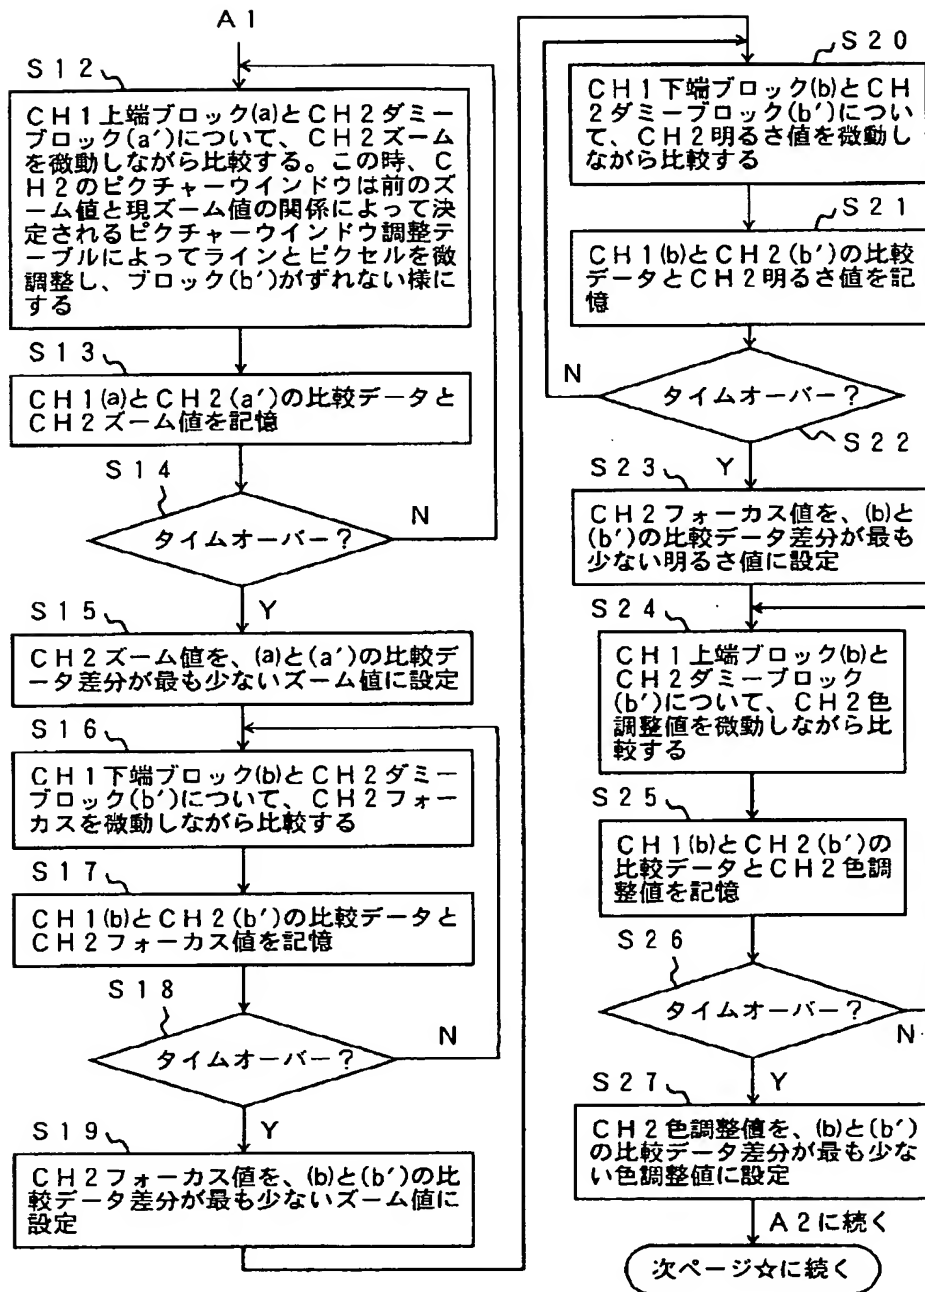 A1
S12
CH1上端ブロック(a)とCH2ダミー
ブロック(a′)について、CH2ズーム
を微動しながら比較する。この時、C
H2のピクチャーウインドウは前のズ
ーム値と現ズーム値の関係によって決
定されるピクチャーウインドウ調整テ
ーブルによってラインとピクセルを微
調整し、ブロック(b′)がずれない様に
する
S13
CH1(a)とCH2(a′)の比較データと
CH2ズーム値を記憶
S14
タイムオーバー?
N
Y
S15
CH2ズーム値を、(a)と(a′)の比較デ
ータ差分が最も少ないズーム値に設定
S16
CH1下端ブロック(b)とCH2ダミー
ブロック(b′)について、CH2フォー
カスを微動しながら比較する
S17
CH1(b)とCH2(b′)の比較データと
CH2フォーカス値を記憶
S18
タイムオーバー?
N
Y
S19
CH2フォーカス値を、(b)と(b′)の比
較データ差分が最も少ないズーム値に
設定
S20
CH1下端ブロック(b)とCH
2ダミーブロック(b′)につい
て、CH2明るさ値を微動し
ながら比較する
S21
CH1(b)とCH2(b′)の比較
データとCH2明るさ値を記
憶
N
タイムオーバー?
S22
Y
S23
CH2フォーカス値を、(b)と
(b′)の比較データ差分が最も
少ない明るさ値に設定
S24
CH1上端ブロック(b)と
CH2ダミーブロック
(b′)について、CH2色
調整値を微動しながら比
較する
S25
CH1(b)とCH2(b′)の
比較データとCH2色調
整値を記憶
S26
タイムオーバー?
N
Y
S27
CH2色調整値を、(b)と(b′)
の比較データ差分が最も少な
い色調整値に設定
A2に続く
次ページ☆に続く